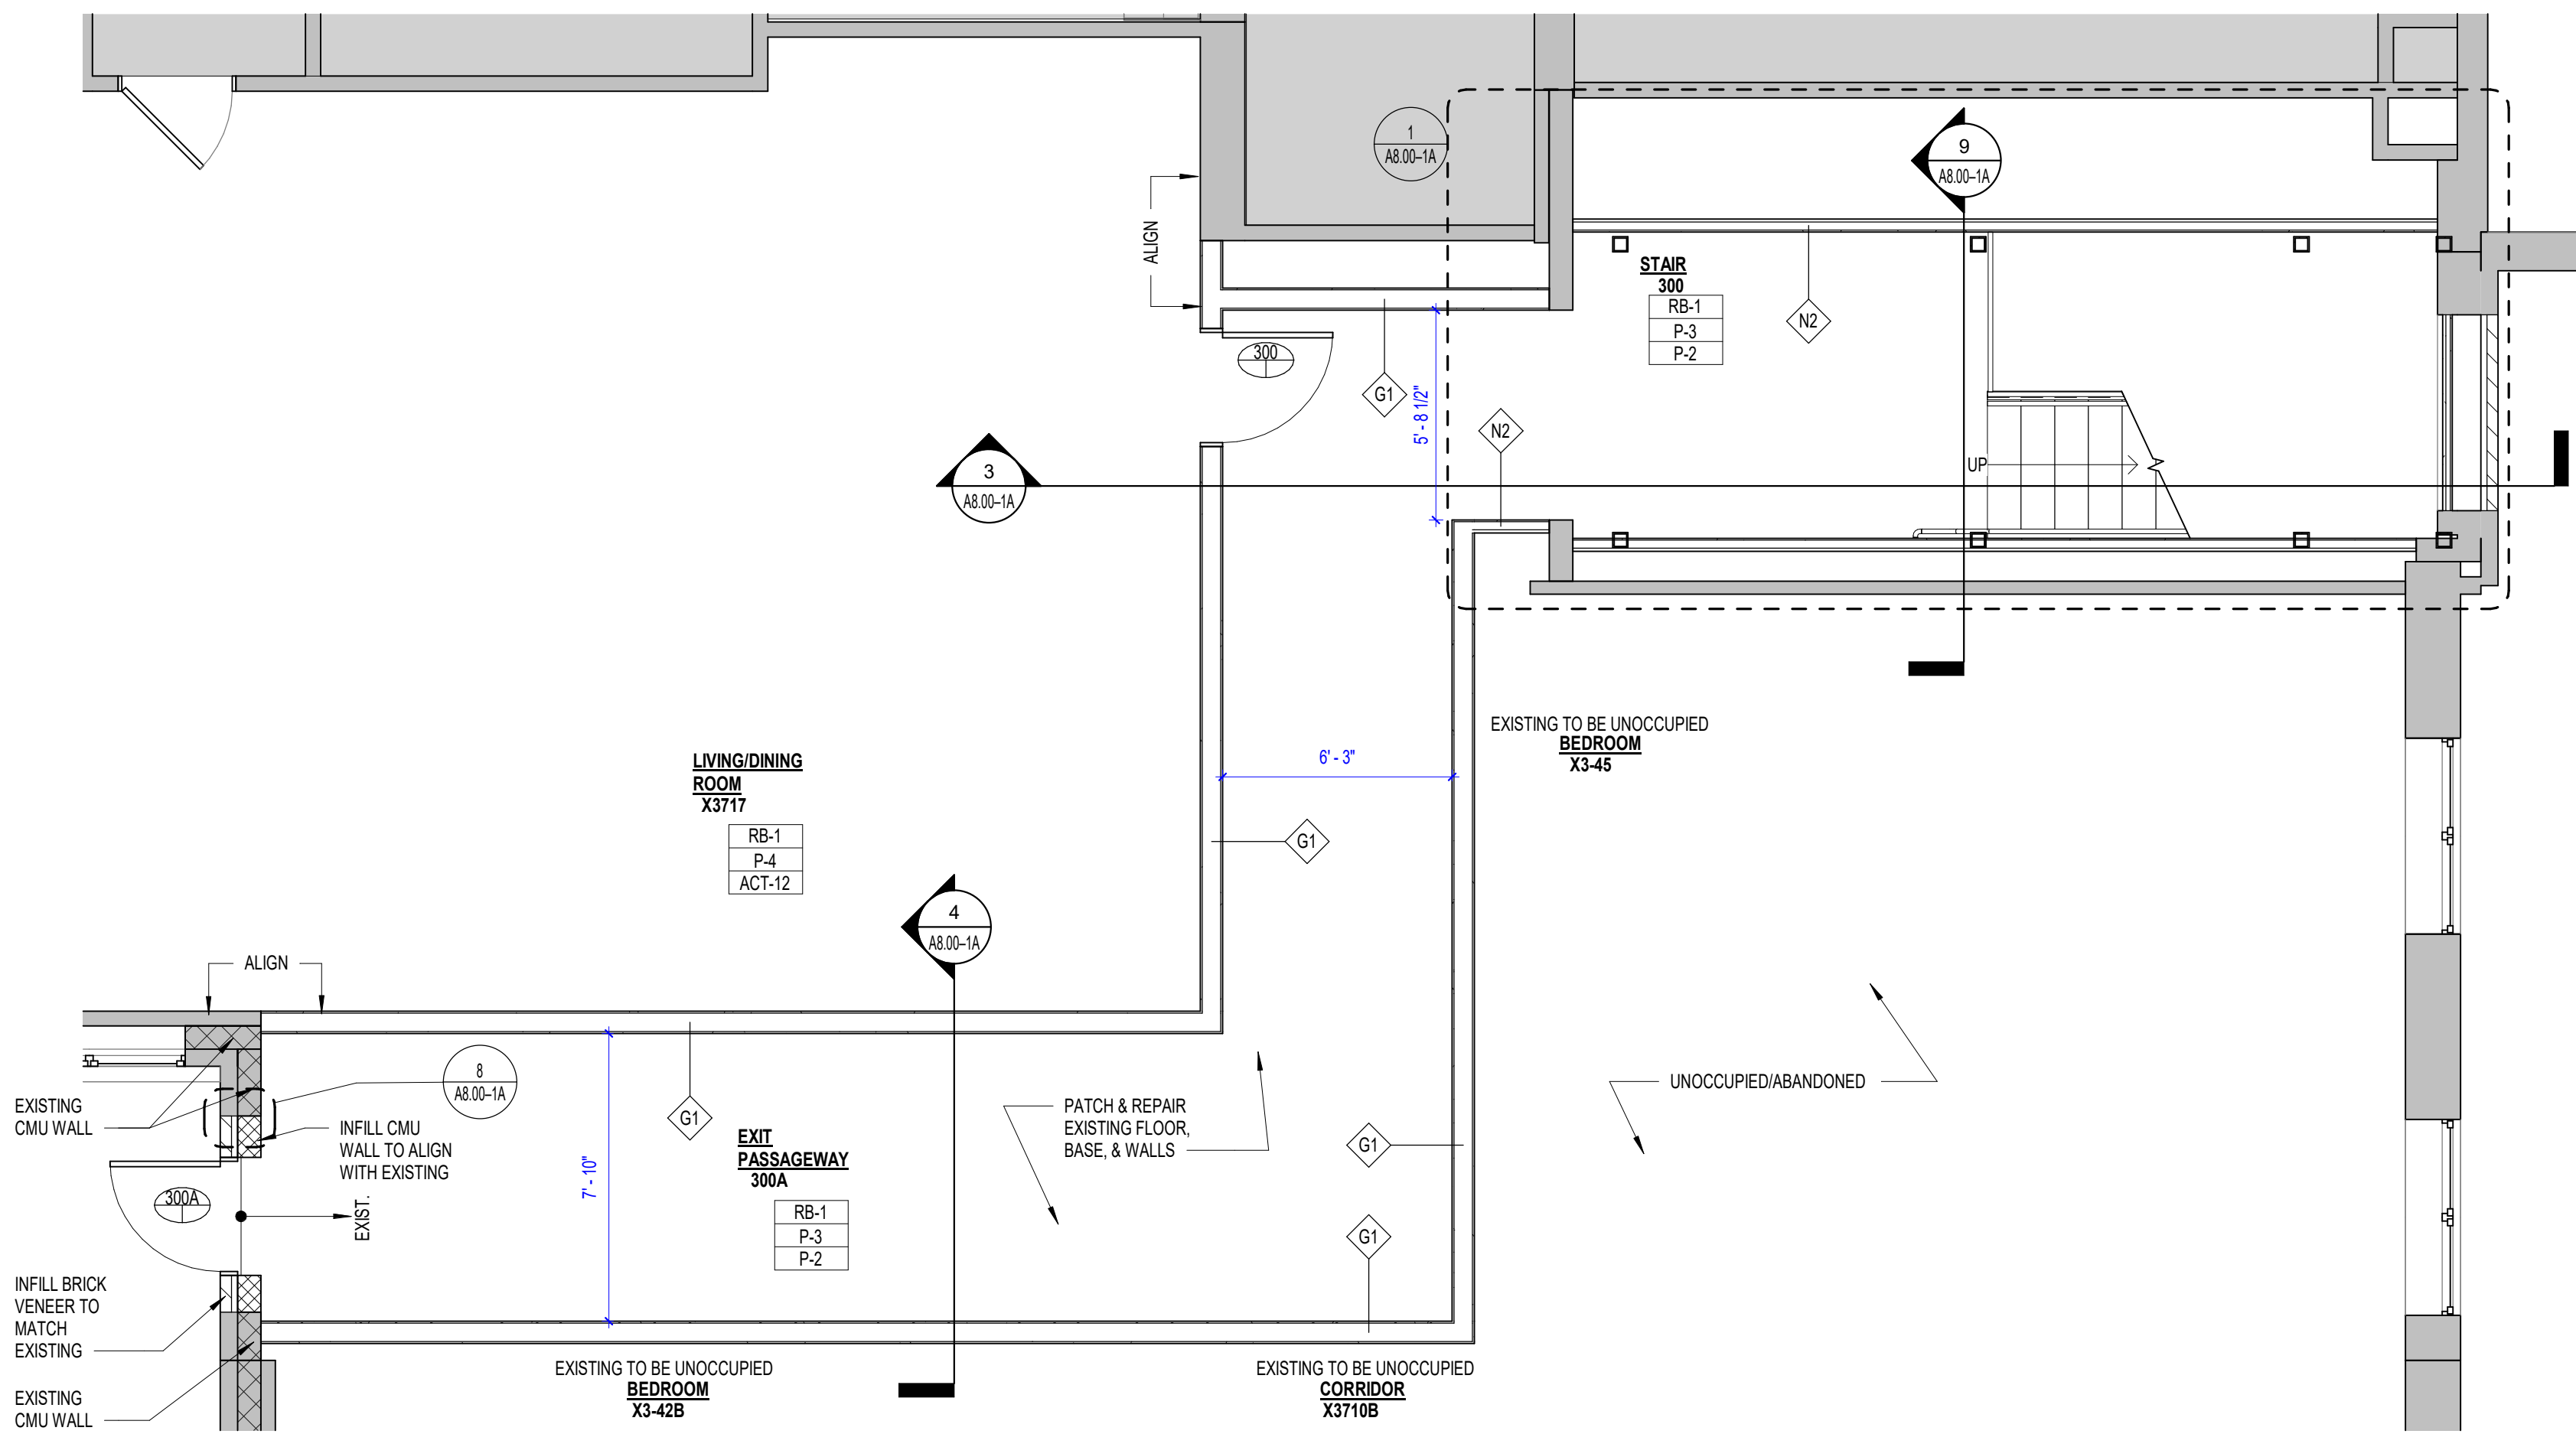 1
A8.00–1A
9
A8.00–1A
ALIGN
STAIR
300
RB-1
P-3
P-2
N2
300
G1
5' - 8 1/2"
N2
3
A8.00–1A
UP
EXISTING TO BE UNOCCUPIED
BEDROOM
X3-45
6' - 3"
LIVING/DINING
ROOM
X3717
RB-1
P-4
ACT-12
G1
4
A8.00–1A
ALIGN
8
A8.00–1A
EXISTING
CMU WALL
INFILL CMU
WALL TO ALIGN
WITH EXISTING
G1
PATCH & REPAIR
EXISTING FLOOR,
BASE, & WALLS
UNOCCUPIED/ABANDONED
EXIT
PASSAGEWAY
300A
RB-1
P-3
P-2
7' - 10"
G1
G1
300A
EXIST.
INFILL BRICK
VENEER TO
MATCH
EXISTING
EXISTING
CMU WALL
EXISTING TO BE UNOCCUPIED
BEDROOM
X3-42B
EXISTING TO BE UNOCCUPIED
CORRIDOR
X3710B